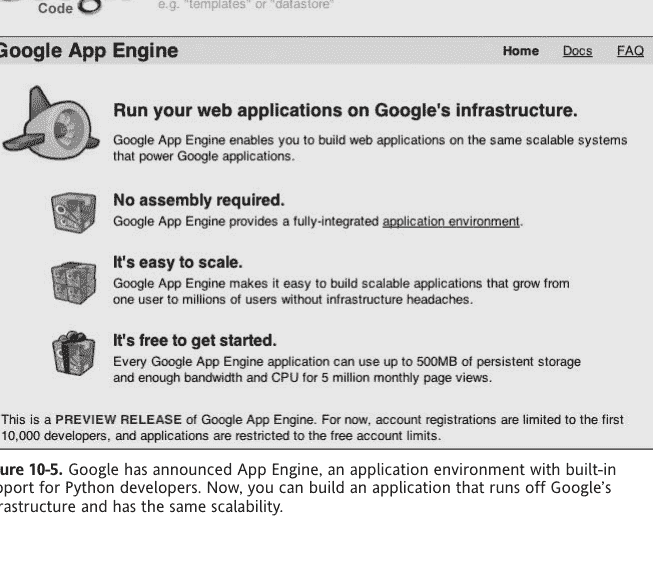 Code
e.g. "templates" or "datastore"
Google App Engine
Home Docs FAQ
Run your web applications on Google's infrastructure.
Google App Engine enables you to build web applications on the same scalable systems
that power Google applications.
No assembly required.
Google App Engine provides a fully-integrated application environment.
It's easy to scale.
Google App Engine makes it easy to build scalable applications that grow from
one user to millions of users without infrastructure headaches.
It's free to get started.
Every Google App Engine application can use up to 500MB of persistent storage
and enough bandwidth and CPU for 5 million monthly page views.
This is a PREVIEW RELEASE of Google App Engine. For now, account registrations are limited to the first
10,000 developers, and applications are restricted to the free account limits.
ure 10-5. Google has announced App Engine, an application environment with built-in
pport for Python developers. Now, you can build an application that runs off Google's
rastructure and has the same scalability.